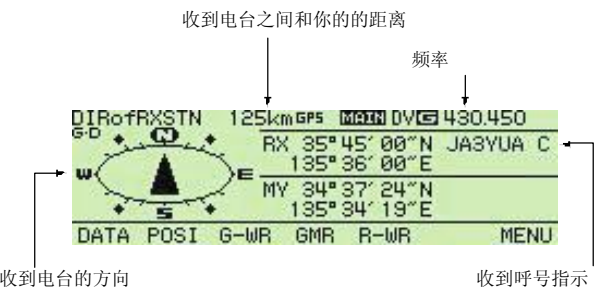 收到电台之间和你的的距离
频率
DIRofRXSTN 125km GPS MAIN DV G 430.450
G-D
N
W
E
S
RX 35°45′00″N JA3YUA C
135°36′00″E
MY 34°37′24″N
135°34′19″E
DATA POSI G-WR GMR R-WR MENU
收到电台的方向
收到呼号指示